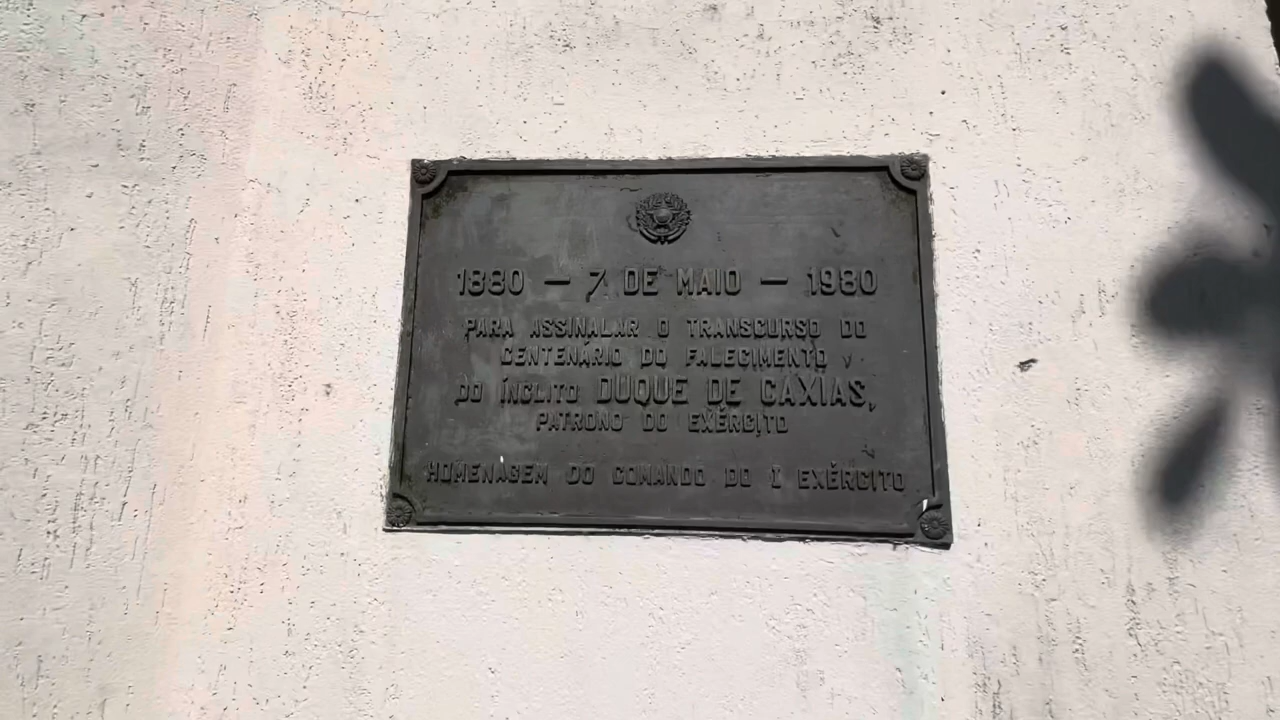 1880 — 7 DE MAIO — 1980
PARA ASSINALAR O TRANSCURSO DO
CENTENÁRIO DO FALECIMENTO
DO ÍNCLITO DUQUE DE CAXIAS,
PATRONO DO EXÉRCITO
HOMENAGEM DO COMANDO DO I EXÉRCITO